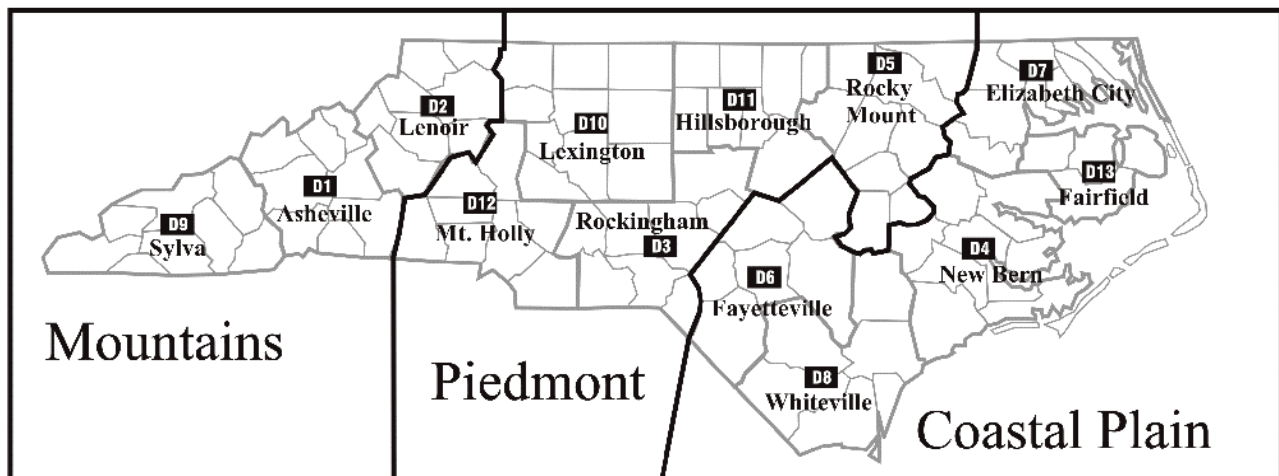 D2
Lenoir
D10
Lexington
D11
Hillsborough
D5
Rocky
Mount
D7
Elizabeth City
D9
Sylva
D1
Asheville
D12
Mt. Holly
Rockingham
D3
D13
Fairfield
D6
Fayetteville
D4
New Bern
D8
Whiteville
Mountains
Piedmont
Coastal Plain